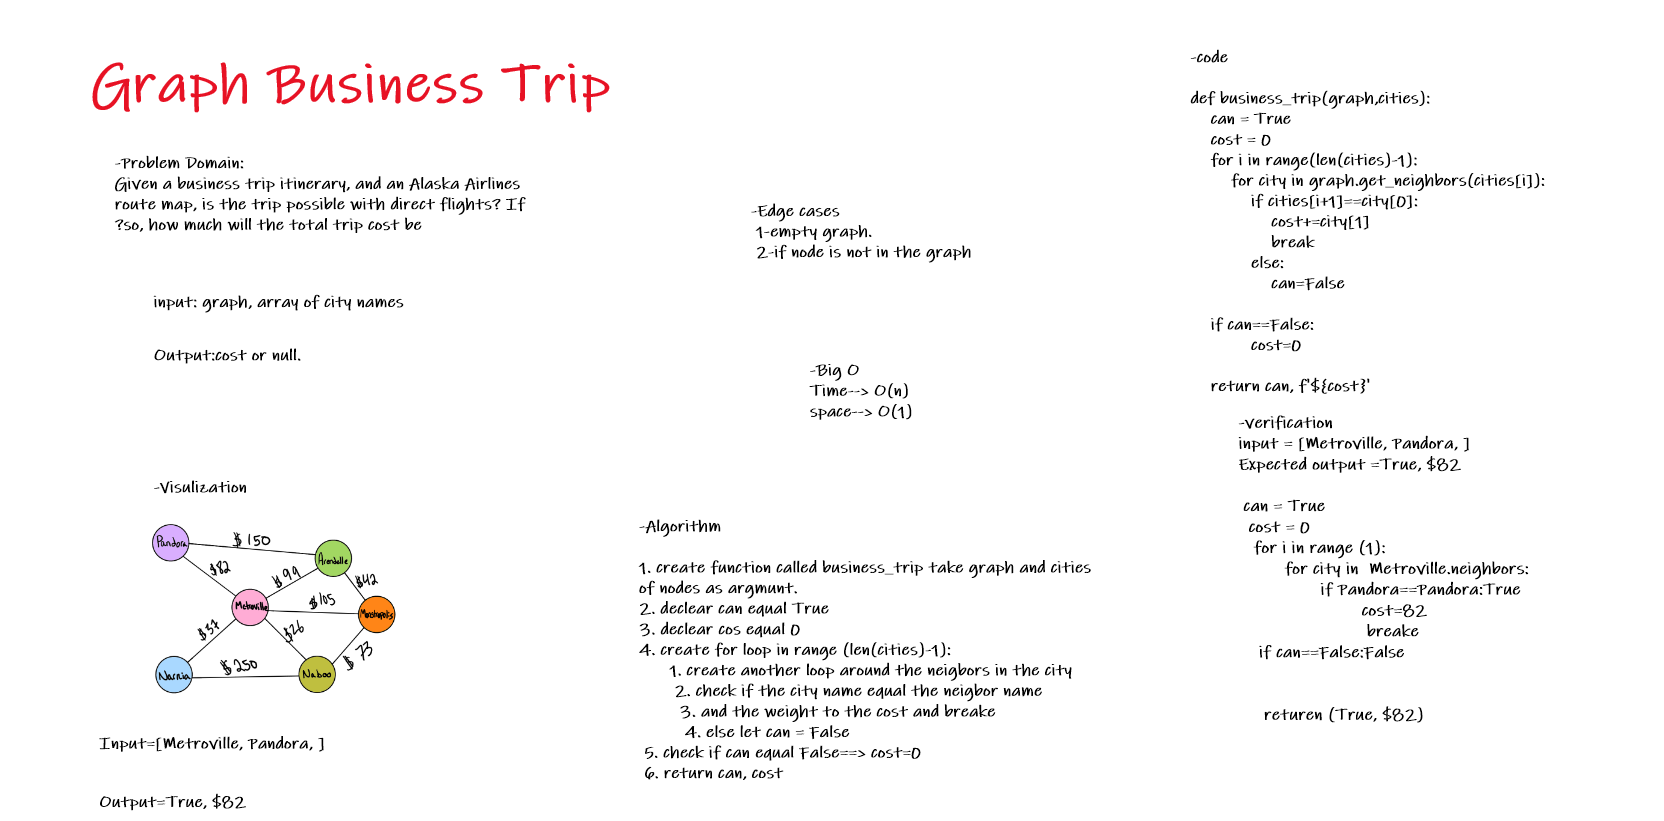 Graph Business Trip
-Problem Domain:
Given a business trip itinerary, and an Alaska Airlines
route map, is the trip possible with direct flights? If
?so, how much will the total trip cost be
input: graph, array of city names
Output:cost or null.
-Visulization
Pandora
$150
Arendelle
$82
$99
$42
Metroville
$105
Monstropolis
$37
$26
$73
Narnia
$250
Naboo
Input=[Metroville, Pandora, ]
Output=True, $82
-Edge cases
1-empty graph.
2-if node is not in the graph
-Big O
Time--> O(n)
space--> O(1)
-Algorithm
1. create function called business_trip take graph and cities
of nodes as argmunt.
2. declear can equal True
3. declear cos equal 0
4. create for loop in range (len(cities)-1):
1. create another loop around the neigbors in the city
2. check if the city name equal the neigbor name
3. and the weight to the cost and breake
4. else let can = False
5. check if can equal False==> cost=0
6. return can, cost
-code
def business_trip(graph,cities):
can = True
cost = 0
for i in range(len(cities)-1):
for city in graph.get_neighbors(cities[i]):
if cities[i+1]==city[0]:
cost+=city[1]
break
else:
can=False
if can==False:
cost=0
return can, f'${cost}'
-verification
input = [Metroville, Pandora, ]
Expected output =True, $82
can = True
cost = 0
for i in range (1):
for city in Metroville.neighbors:
if Pandora==Pandora:True
cost=82
breake
if can==False:False
returen (True, $82)